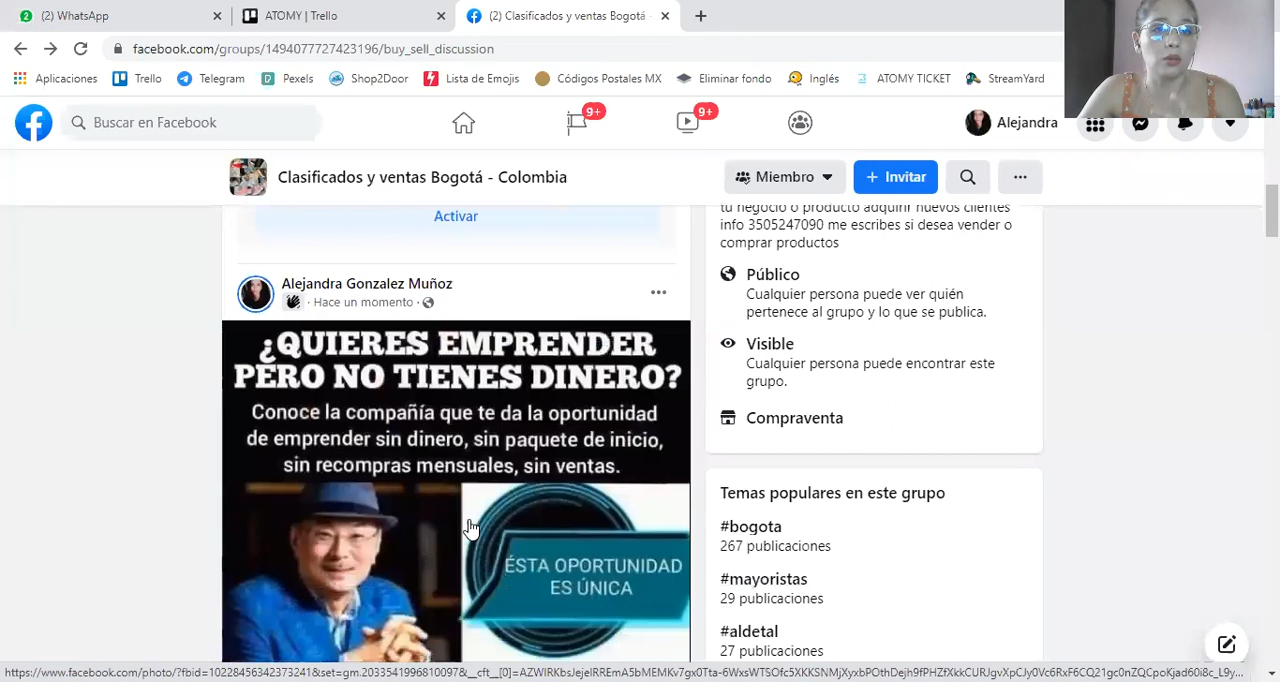 (2) WhatsApp
ATOMY | Trello
(2) Clasificados y ventas Bogotá -
facebook.com/groups/1494077727423196/buy_sell_discussion
Aplicaciones
Trello
Telegram
Pexels
Shop2Door
Lista de Emojis
Códigos Postales MX
Eliminar fondo
Inglés
ATOMY TICKET
StreamYard
Buscar en Facebook
9+
9+
Alejandra
Clasificados y ventas Bogotá - Colombia
Miembro
+ Invitar
Activar
Alejandra Gonzalez Muñoz
· Hace un momento ·
¿QUIERES EMPRENDER
PERO NO TIENES DINERO?
Conoce la compañía que te da la oportunidad
de emprender sin dinero, sin paquete de inicio,
sin recompras mensuales, sin ventas.
ÉSTA OPORTUNIDAD
ES ÚNICA
tu negocio o producto adquirir nuevos clientes
info 3505247090 me escribes si desea vender o
comprar productos
Público
Cualquier persona puede ver quién
pertenece al grupo y lo que se publica.
Visible
Cualquier persona puede encontrar este
grupo.
Compraventa
Temas populares en este grupo
#bogota
267 publicaciones
#mayoristas
29 publicaciones
#aldetal
27 publicaciones